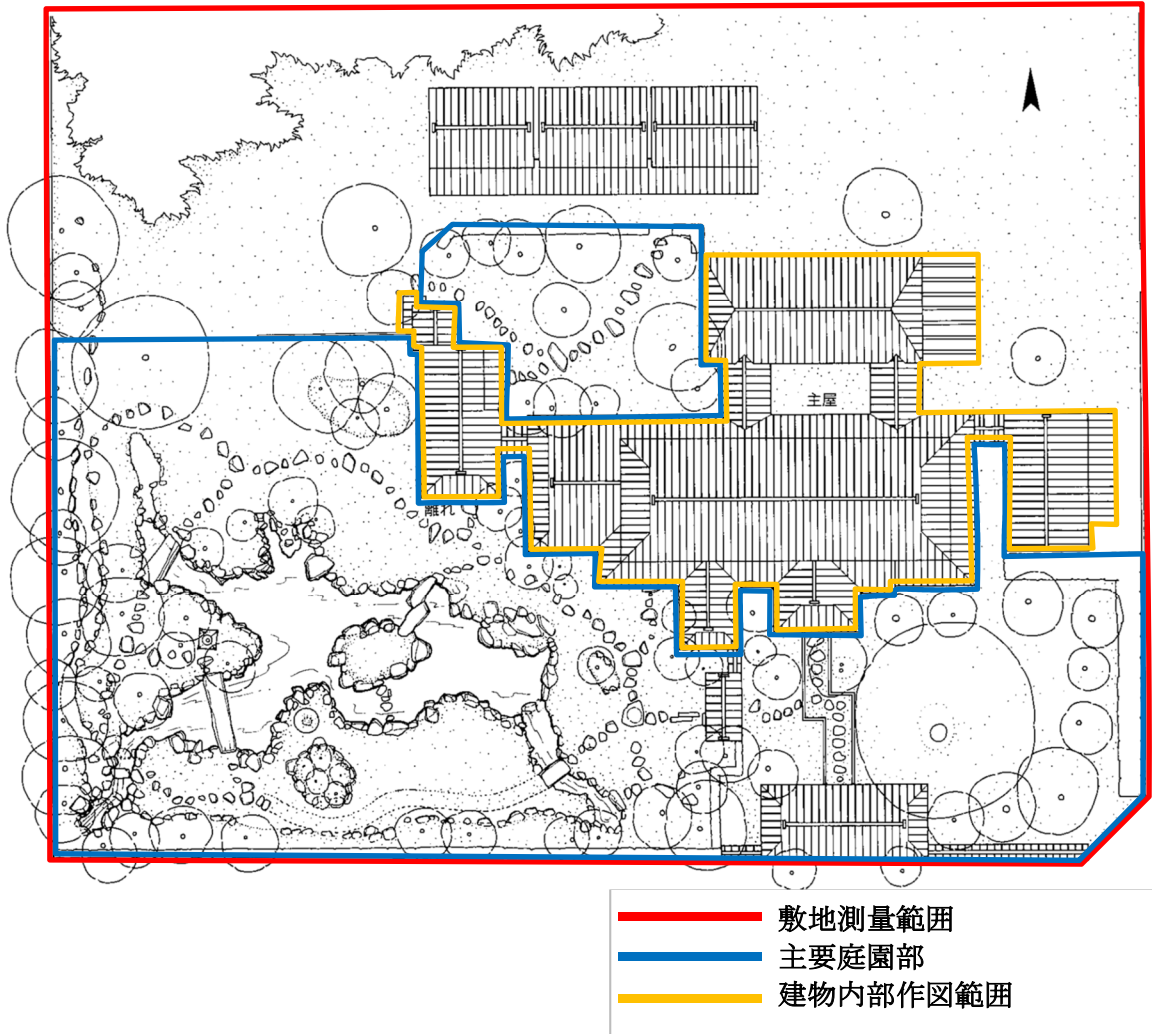 主屋
離れ
敷地測量範囲
主要庭園部
建物内部作図範囲